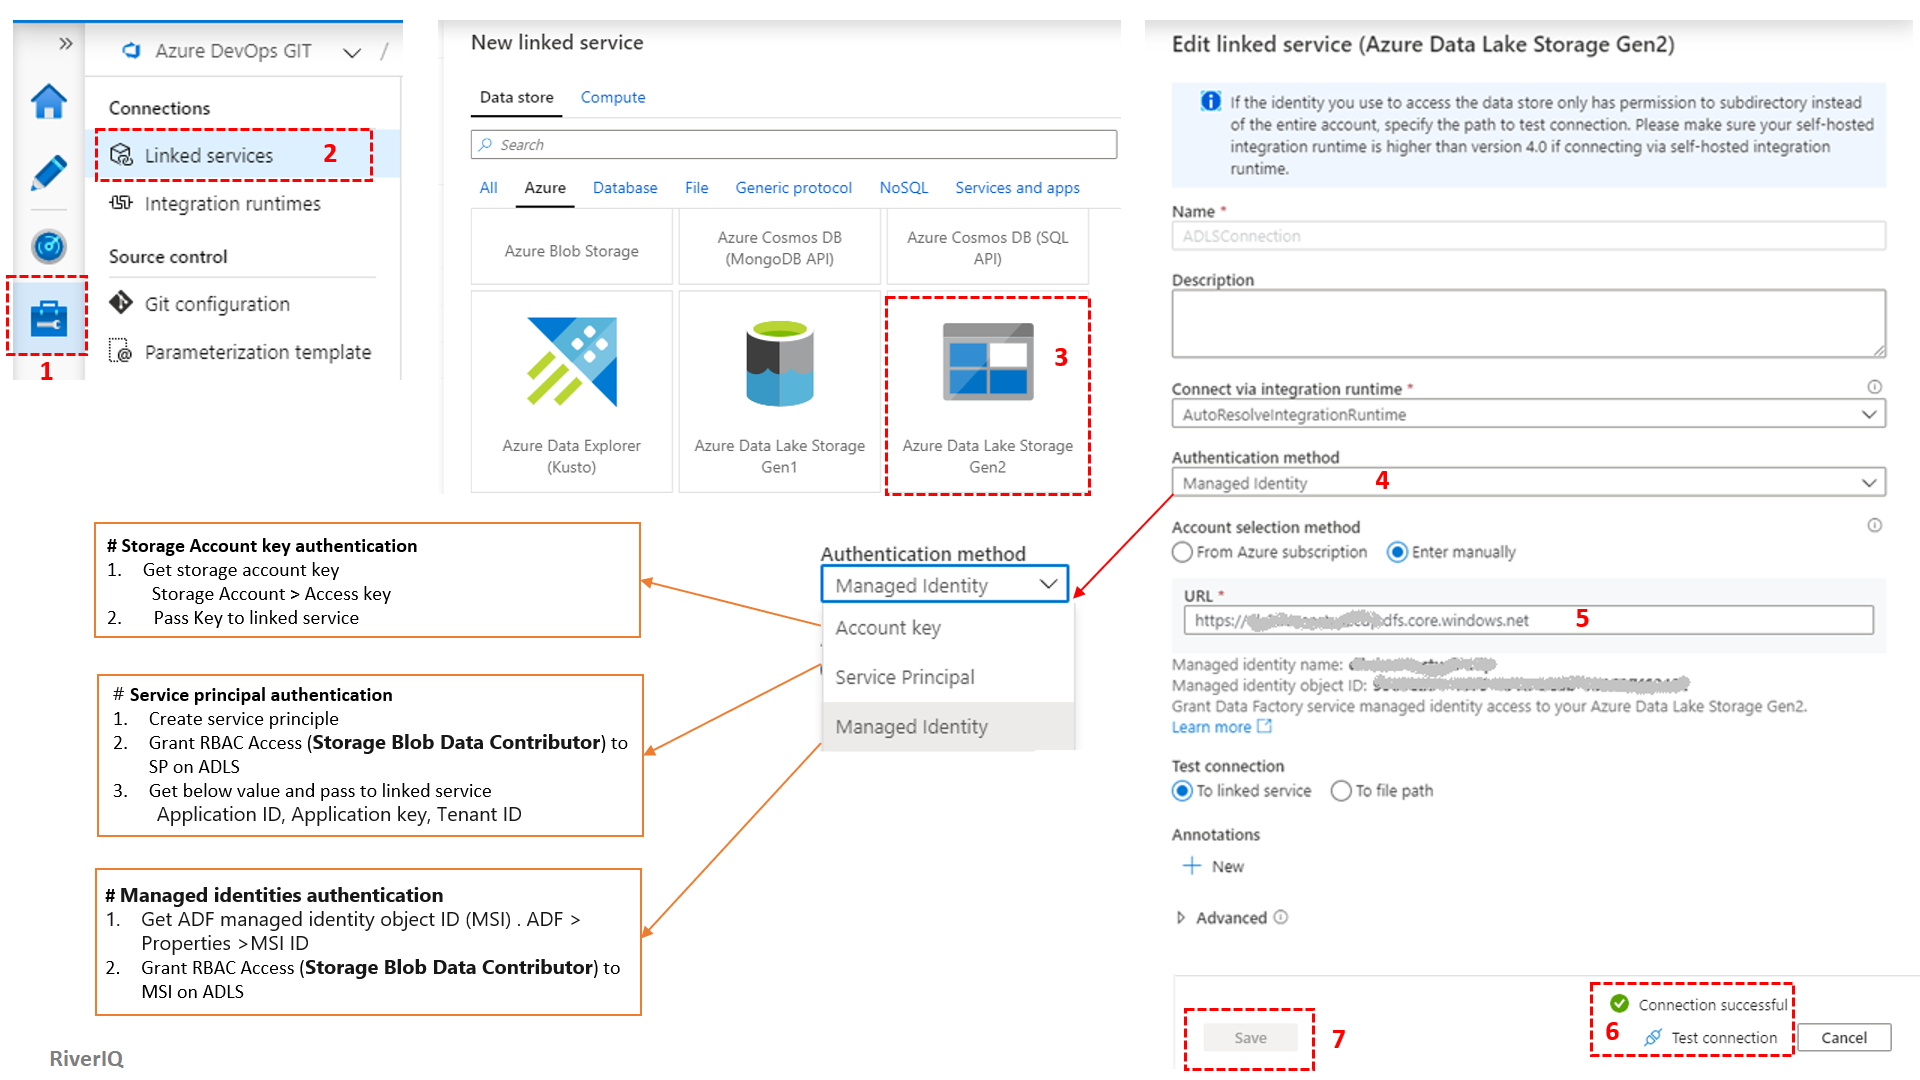 Azure DevOps GIT
/
Connections
Linked services
2
Integration runtimes
Source control
Git configuration
Parameterization template
1
New linked service
Data store
Compute
Search
All
Azure
Database
File
Generic protocol
NoSQL
Services and apps
Azure Blob Storage
Azure Cosmos DB
(MongoDB API)
Azure Cosmos DB (SQL
API)
Azure Data Explorer
(Kusto)
Azure Data Lake Storage
Gen1
3
Azure Data Lake Storage
Gen2
Edit linked service (Azure Data Lake Storage Gen2)
If the identity you use to access the data store only has permission to subdirectory instead
of the entire account, specify the path to test connection. Please make sure your self-hosted
integration runtime is higher than version 4.0 if connecting via self-hosted integration
runtime.
Name *
ADLSConnection
Description
Connect via integration runtime *
AutoResolveIntegrationRuntime
Authentication method
Managed Identity
4
Account selection method
From Azure subscription
Enter manually
URL *
https:// dfs.core.windows.net
5
Managed identity name:
Managed identity object ID:
Grant Data Factory service managed identity access to your Azure Data Lake Storage Gen2.
Learn more
Test connection
To linked service
To file path
Annotations
New
Advanced
Connection successful
6
Test connection
Cancel
Save
7
Authentication method
Managed Identity
Account key
Service Principal
Managed Identity
# Storage Account key authentication
1. Get storage account key
Storage Account > Access key
2. Pass Key to linked service
# Service principal authentication
1. Create service principle
2. Grant RBAC Access (Storage Blob Data Contributor) to
SP on ADLS
3. Get below value and pass to linked service
Application ID, Application key, Tenant ID
# Managed identities authentication
1. Get ADF managed identity object ID (MSI) . ADF >
Properties >MSI ID
2. Grant RBAC Access (Storage Blob Data Contributor) to
MSI on ADLS
RiverIQ